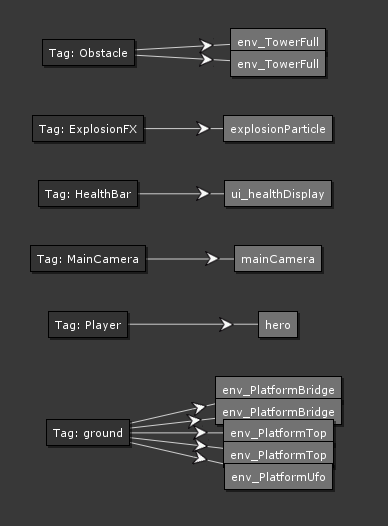 Tag: Obstacle
env_TowerFull
env_TowerFull
Tag: ExplosionFX
explosionParticle
Tag: HealthBar
ui_healthDisplay
Tag: MainCamera
mainCamera
Tag: Player
hero
Tag: ground
env_PlatformBridge
env_PlatformBridge
env_PlatformTop
env_PlatformTop
env_PlatformUfo